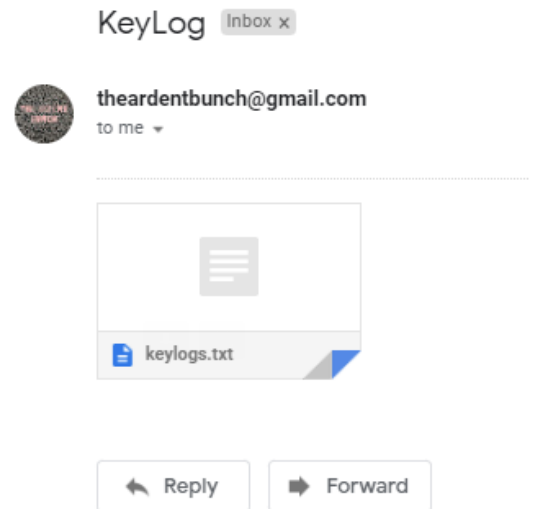 KeyLog Inbox x
theardentbunch@gmail.com
to me
keylogs.txt
Reply Forward